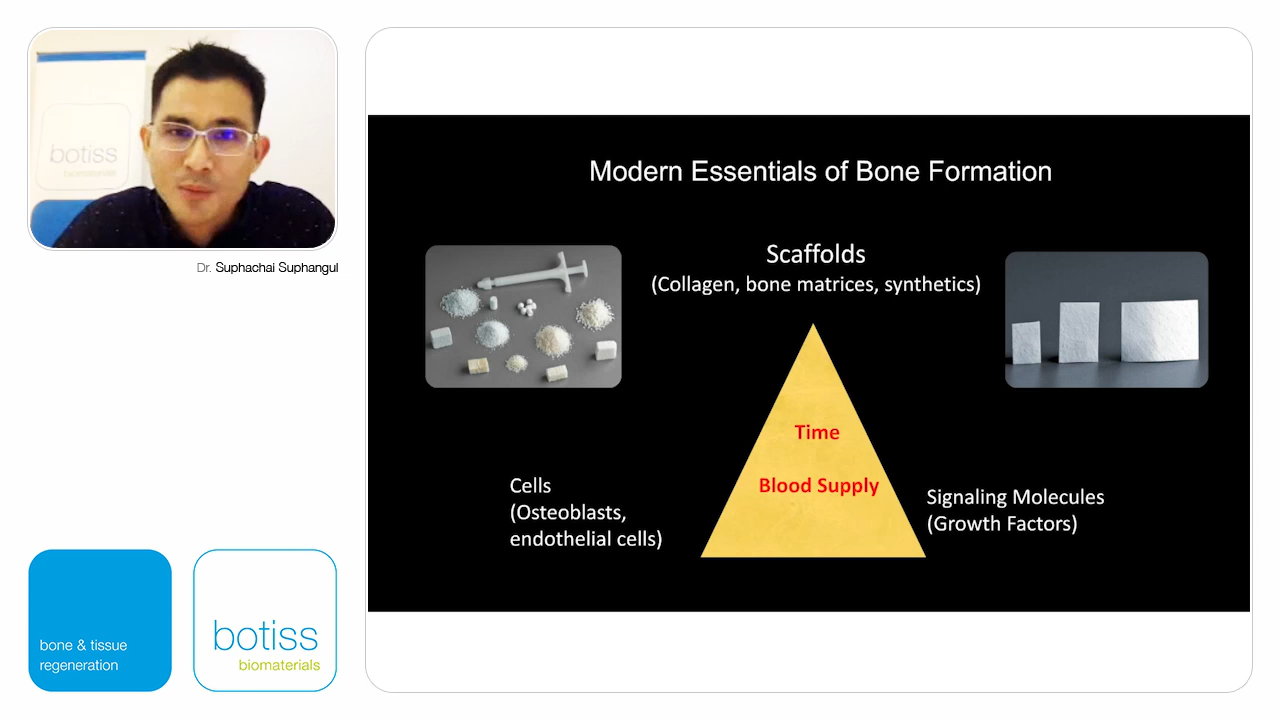 botiss
biomaterials
Dr. Suphachai Suphangul
Modern Essentials of Bone Formation
Scaffolds
(Collagen, bone matrices, synthetics)
Time
Blood Supply
Cells
(Osteoblasts,
endothelial cells)
Signaling Molecules
(Growth Factors)
bone & tissue
regeneration
botiss
biomaterials